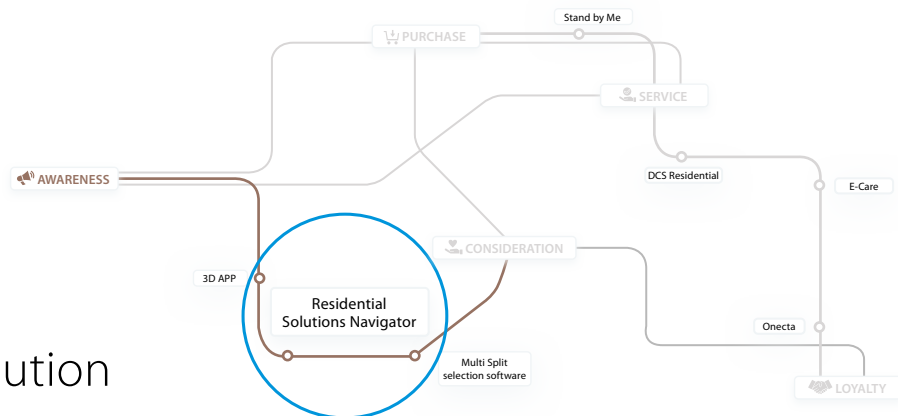 Stand by Me
PURCHASE
SERVICE
AWARENESS
DCS Residential
E-Care
CONSIDERATION
3D APP
Residential
Solutions Navigator
Onecta
Multi Split
selection software
ution
LOYALTY